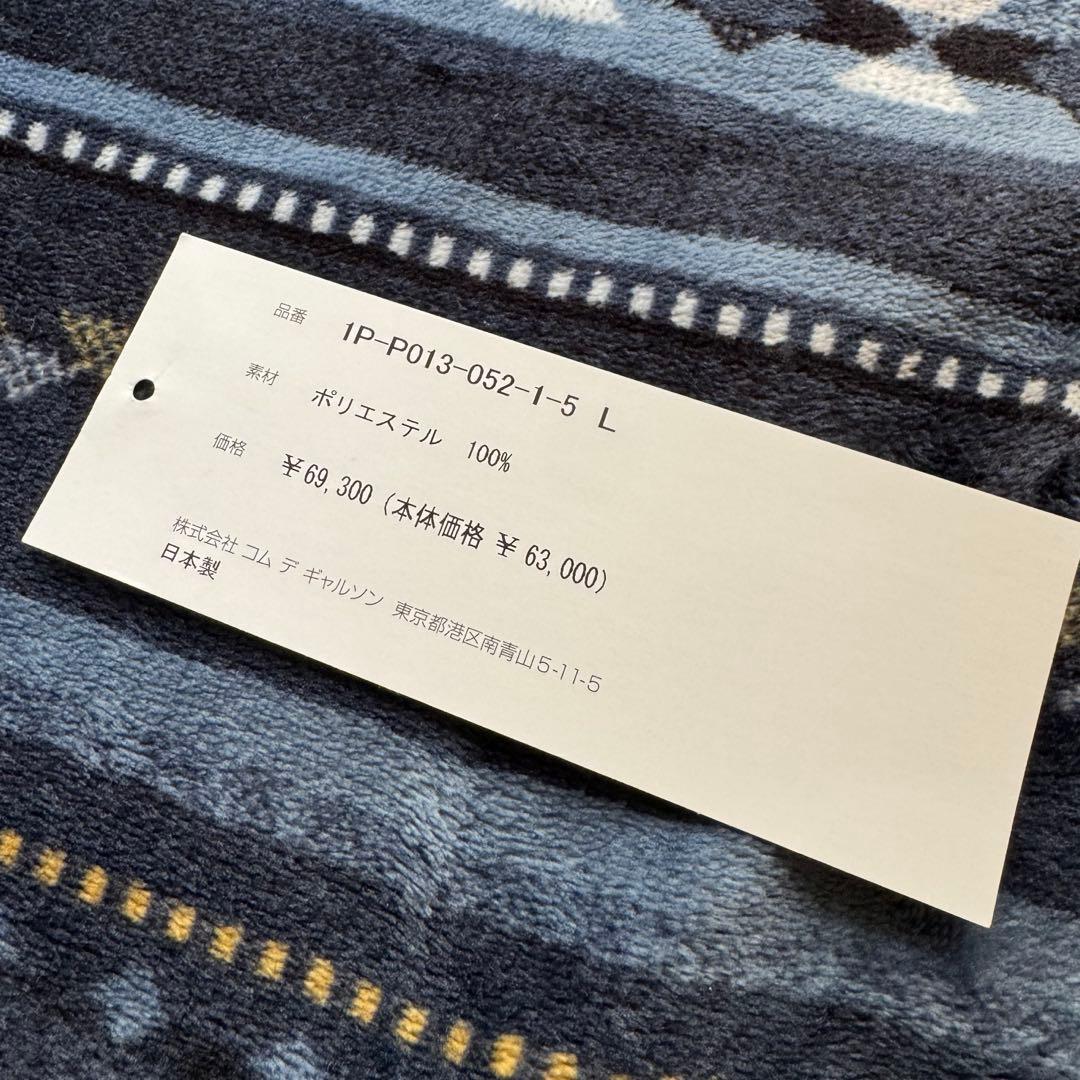 品番 1P-P013-052-1-5 L
素材 ポリエステル 100%
価格 ¥69,300 (本体価格 ¥ 63,000)
株式会社 コム デ ギャルソン 東京都港区南青山5-11-5
日本製